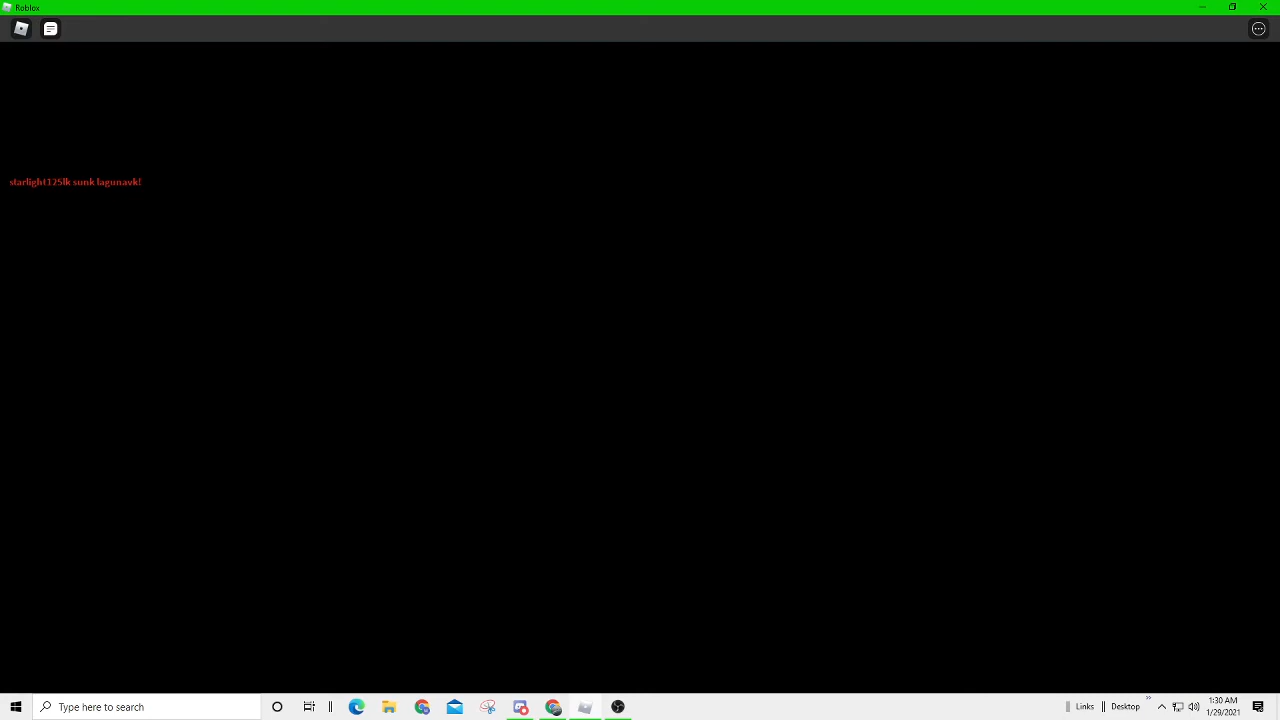 Roblox
starlight125lk sunk lagunavk!
Type here to search
Links
Desktop
1:30 AM
1/29/2021